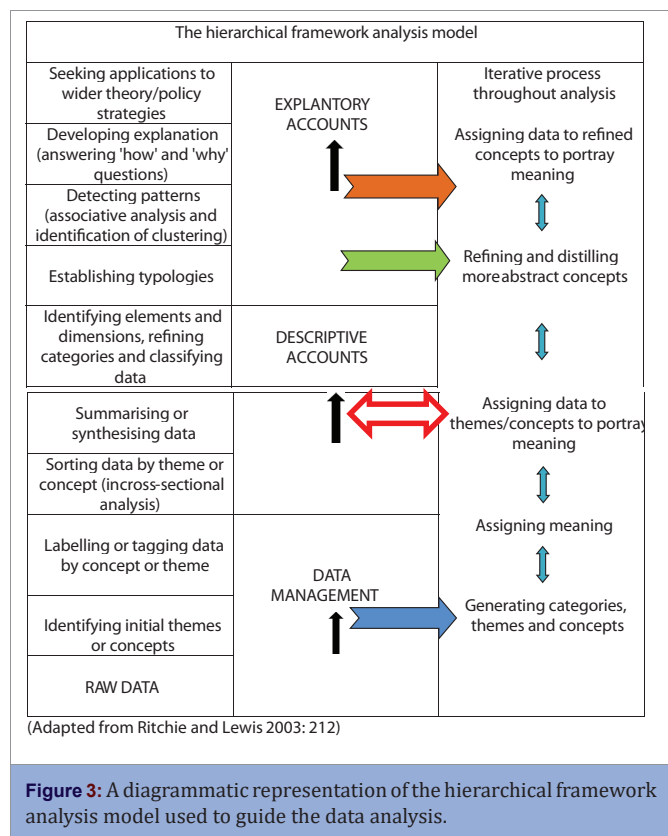 The hierarchical framework analysis model
Seeking applications to
wider theory/policy
strategies
Developing explanation
(answering 'how' and 'why'
questions)
Detecting patterns
(associative analysis and
identification of clustering)
Establishing typologies
Identifying elements and
dimensions, refining
categories and classifying
data
Summarising or
synthesising data
Sorting data by theme or
concept (incross-sectional
analysis)
Labelling or tagging data
by concept or theme
Identifying initial themes
or concepts
RAW DATA
EXPLANTORY
ACCOUNTS
DESCRIPTIVE
ACCOUNTS
DATA
MANAGEMENT
Iterative process
throughout analysis
Assigning data to refined
concepts to portray
meaning
Refining and distilling
moreabstract concepts
Assigning data to
themes/concepts to portray
meaning
Assigning meaning
Generating categories,
themes and concepts
(Adapted from Ritchie and Lewis 2003: 212)
Figure 3: A diagrammatic representation of the hierarchical framework
analysis model used to guide the data analysis.